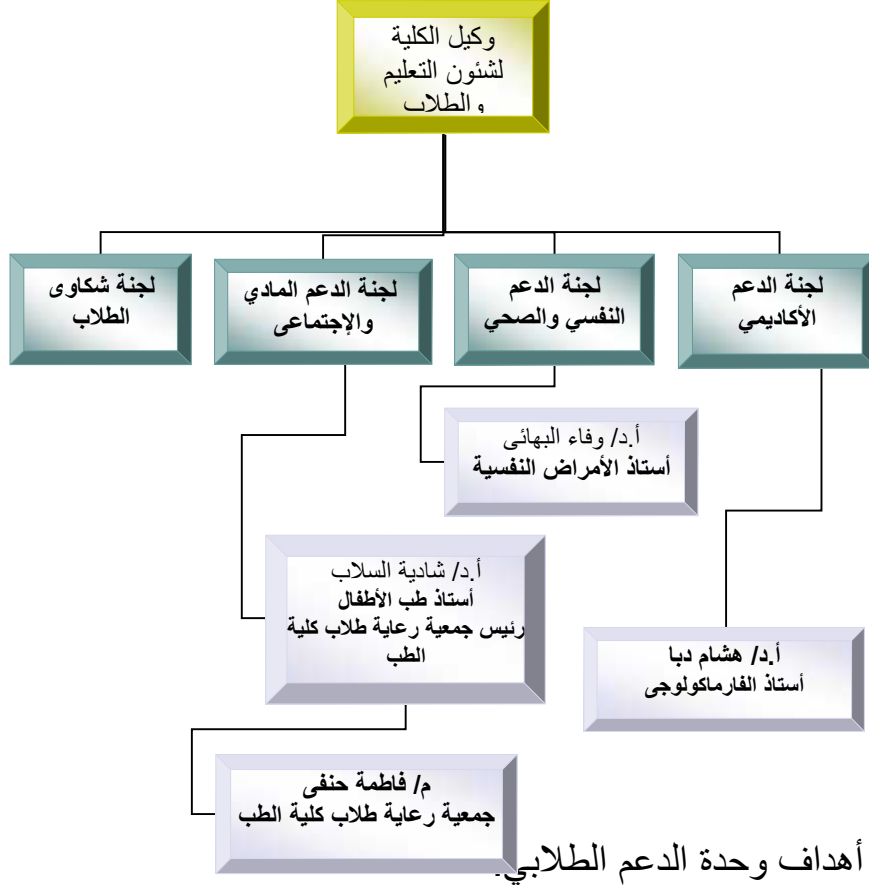 وكيل الكلية
لشئون التعليم
والطلاب
لجنة الدعم
الأكاديمي
لجنة الدعم
النفسي والصحي
لجنة الدعم المادي
والإجتماعى
لجنة شكاوى
الطلاب
أ.د/ وفاء البهائى
أستاذ الأمراض النفسية
أ.د/ شادية السلاب
أستاذ طب الأطفال
رئيس جمعية رعاية طلاب كلية
الطب
أ.د/ هشام دبا
أستاذ الفارماكولوجى
م/ فاطمة حنفى
جمعية رعاية طلاب كلية الطب
أهداف وحدة الدعم الطلابي: